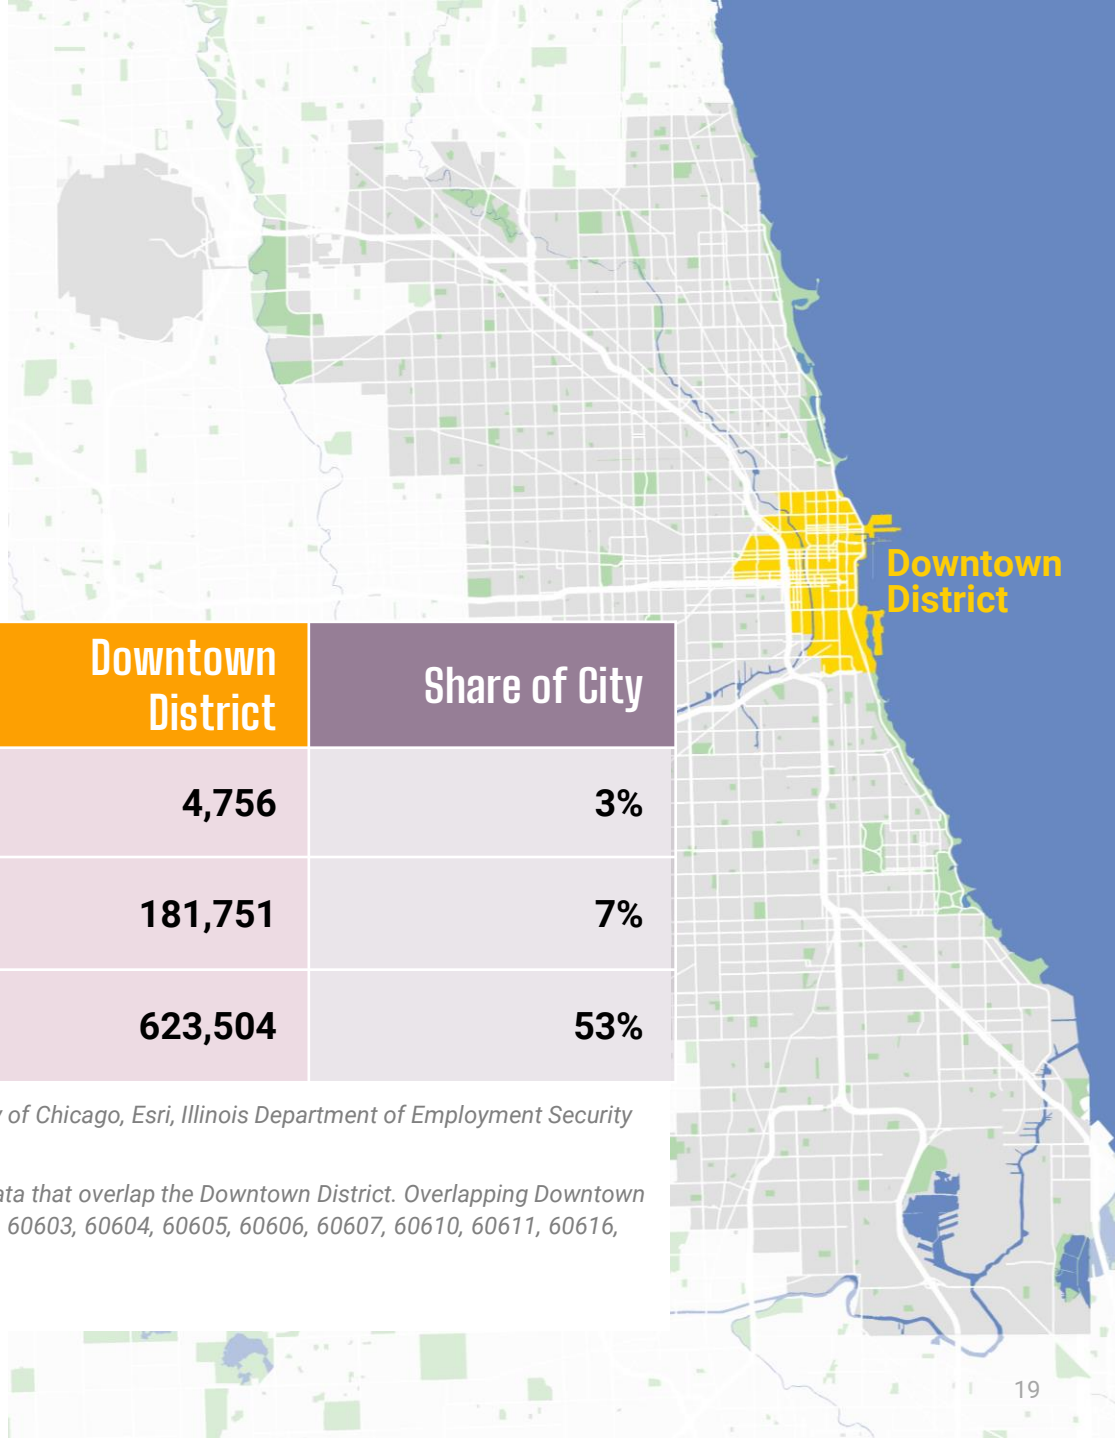 Downtown
District
Downtown
District
Share of City
4,756
3%
181,751
7%
623,504
53%
of Chicago, Esri, Illinois Department of Employment Security
that overlap the Downtown District. Overlapping Downtown
60603, 60604, 60605, 60606, 60607, 60610, 60611, 60616,
19